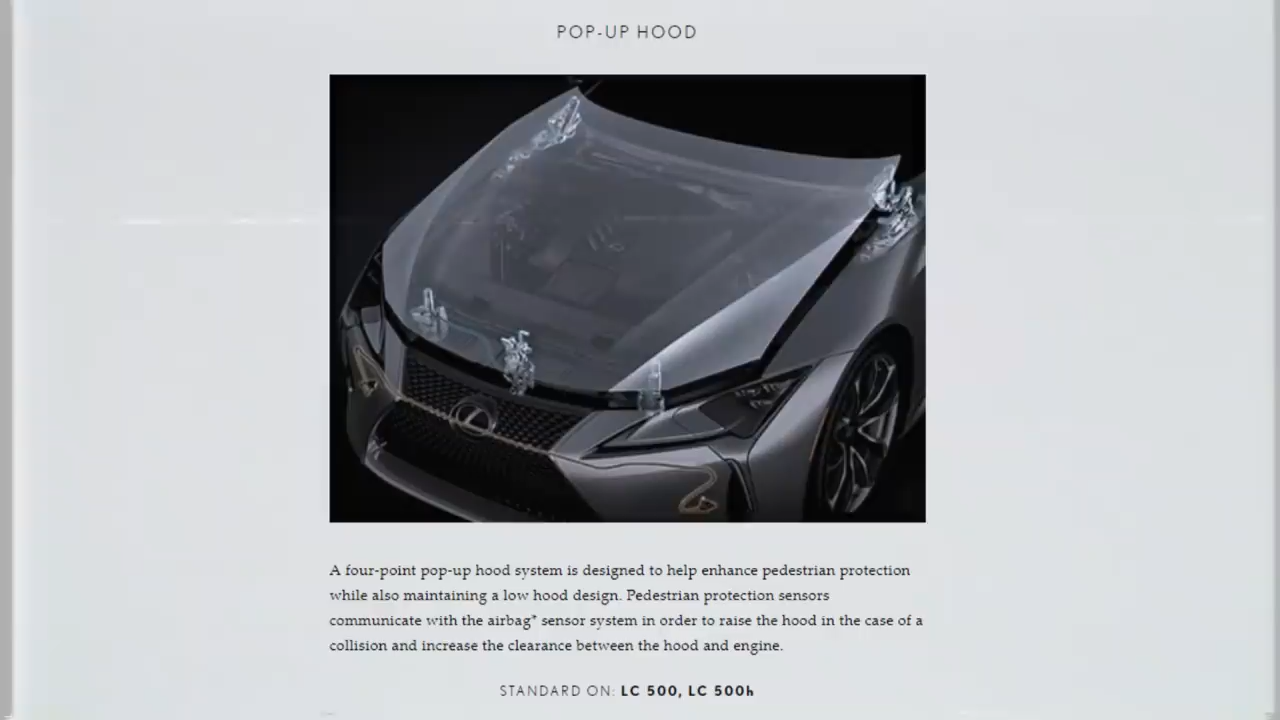 POP-UP HOOD
A four-point pop-up hood system is designed to help enhance pedestrian protection
while also maintaining a low hood design. Pedestrian protection sensors
communicate with the airbag* sensor system in order to raise the hood in the case of a
collision and increase the clearance between the hood and engine.
STANDARD ON: LC 500, LC 500h